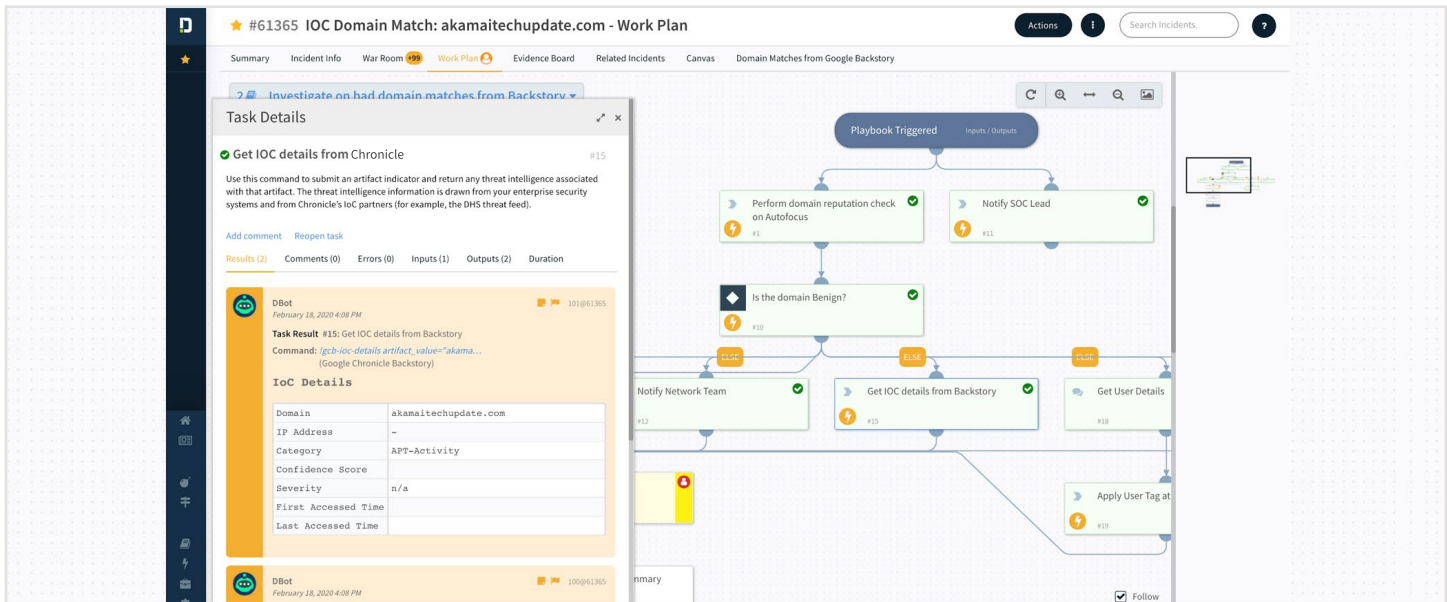 #61365 IOC Domain Match: akamaitechupdate.com - Work Plan
Actions
Search Incidents.
?
Summary
Incident Info
War Room +99
Work Plan
Evidence Board
Related Incidents
Canvas
Domain Matches from Google Backstory
2 Investigate on bad domain matches from Backstory
Task Details
×
Get IOC details from Chronicle
#15
Use this command to submit an artifact indicator and return any threat intelligence associated
with that artifact. The threat intelligence information is drawn from your enterprise security
systems and from Chronicle's IoC partners (for example, the DHS threat feed).
Add comment
Reopen task
Results (2)
Comments (0)
Errors (0)
Inputs (1)
Outputs (2)
Duration
DBot
101@61365
February 18, 2020 4:08 PM
Task Result #15: Get IOC details from Backstory
Command: !gcb-ioc-details artifact_value="akama...
(Google Chronicle Backstory)
IoC Details
Domain akamaitechupdate.com
IP Address -
Category APT-Activity
Confidence Score
Severity n/a
First Accessed Time
Last Accessed Time
DBot
100@61365
February 18, 2020 4:08 PM
Playbook Triggered
Inputs / Outputs
Perform domain reputation check
on Autofocus
#1
Notify SOC Lead
#11
Is the domain Benign?
#10
ELSE
ELSE
ELSE
Notify Network Team
#12
Get IOC details from Backstory
#15
Get User Details
#18
Apply User Tag at
#19
mmary
Follow